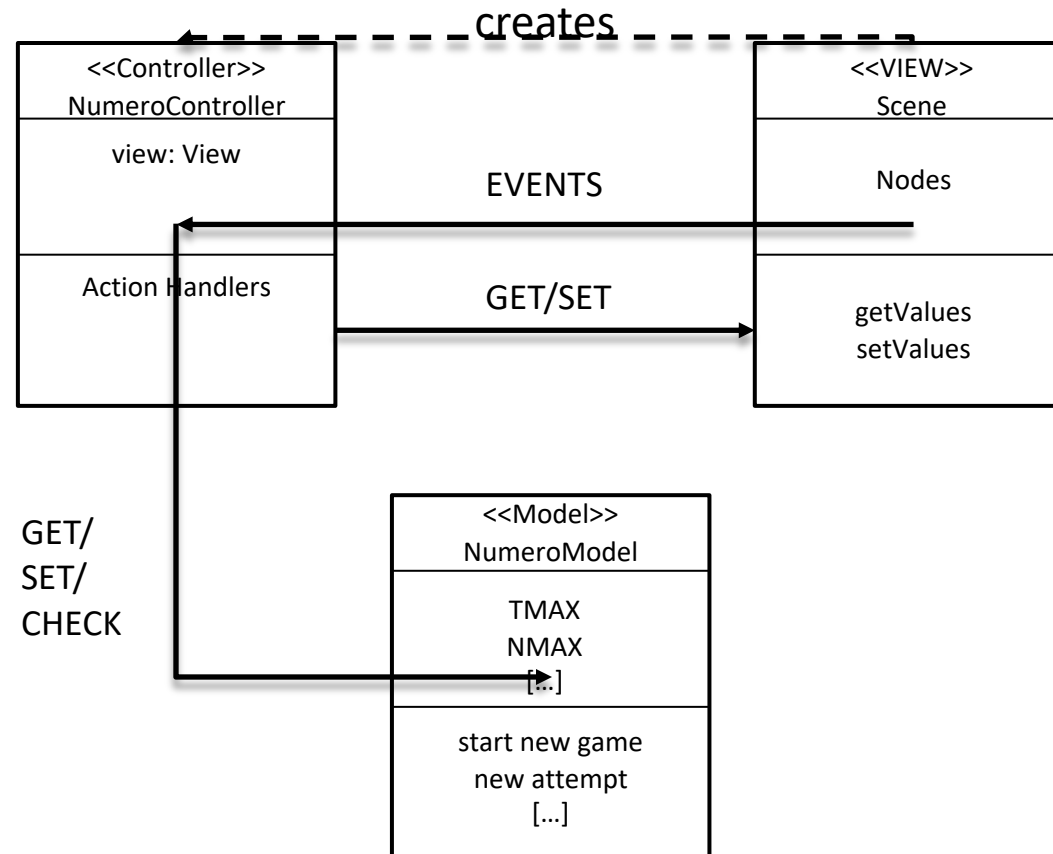 creates
<<Controller>>
NumeroController
view: View
Action Handlers
<<VIEW>>
Scene
Nodes
getValues
setValues
EVENTS
GET/SET
GET/
SET/
CHECK
<<Model>>
NumeroModel
TMAX
NMAX
[…]
start new game
new attempt
[…]